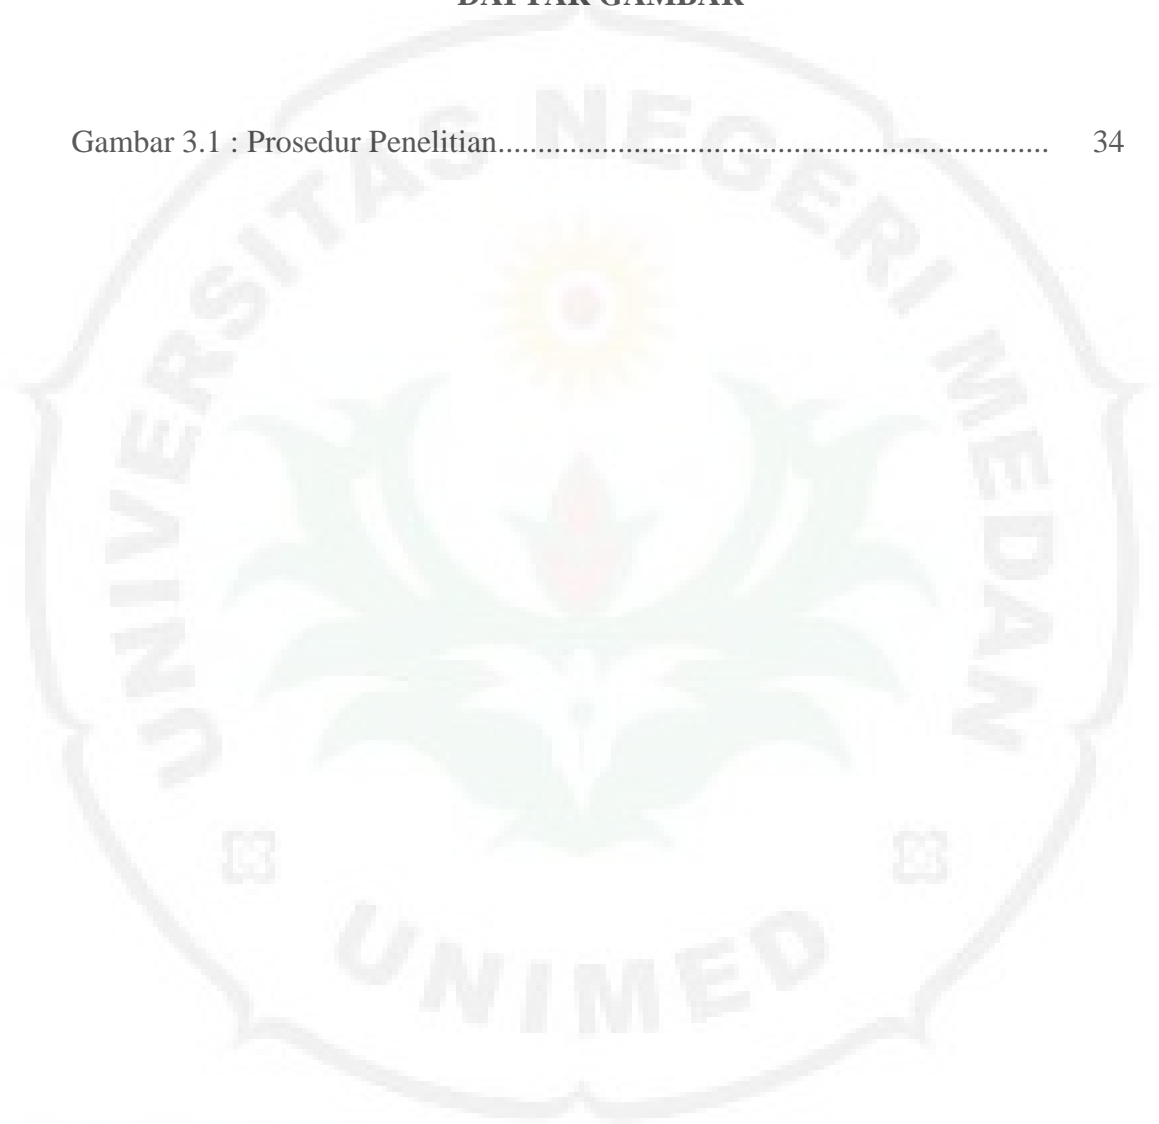 DAFTAR GAMBAR
Gambar 3.1 : Prosedur Penelitian..................................................................... 34
UNIVERSITAS NEGERI MEDAN
UNIMED